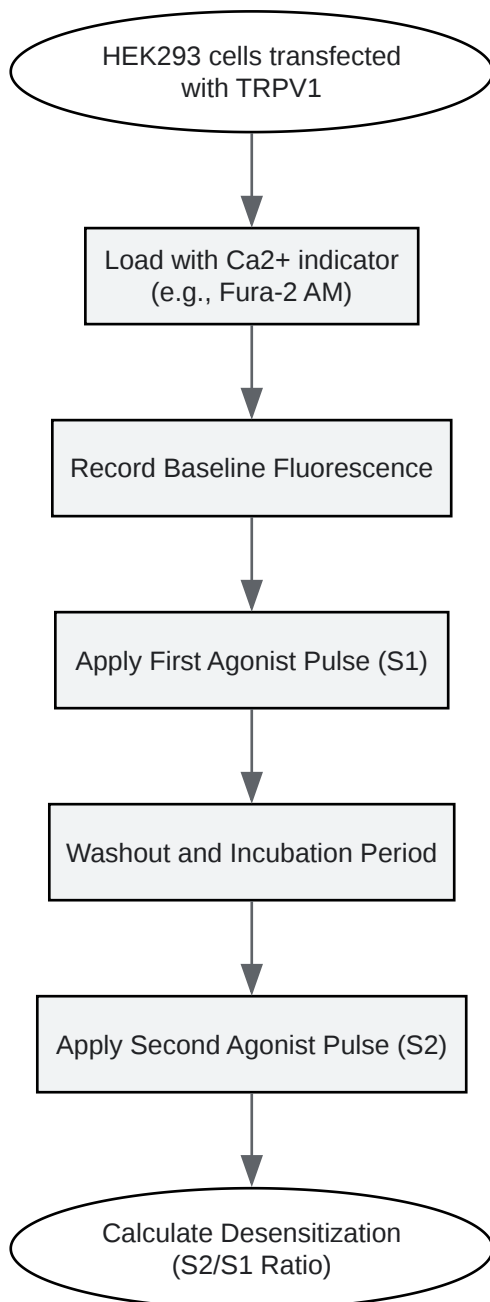 HEK293 cells transfected
with TRPV1
Load with Ca2+ indicator
(e.g., Fura-2 AM)
Record Baseline Fluorescence
Apply First Agonist Pulse (S1)
Washout and Incubation Period
Apply Second Agonist Pulse (S2)
Calculate Desensitization
(S2/S1 Ratio)